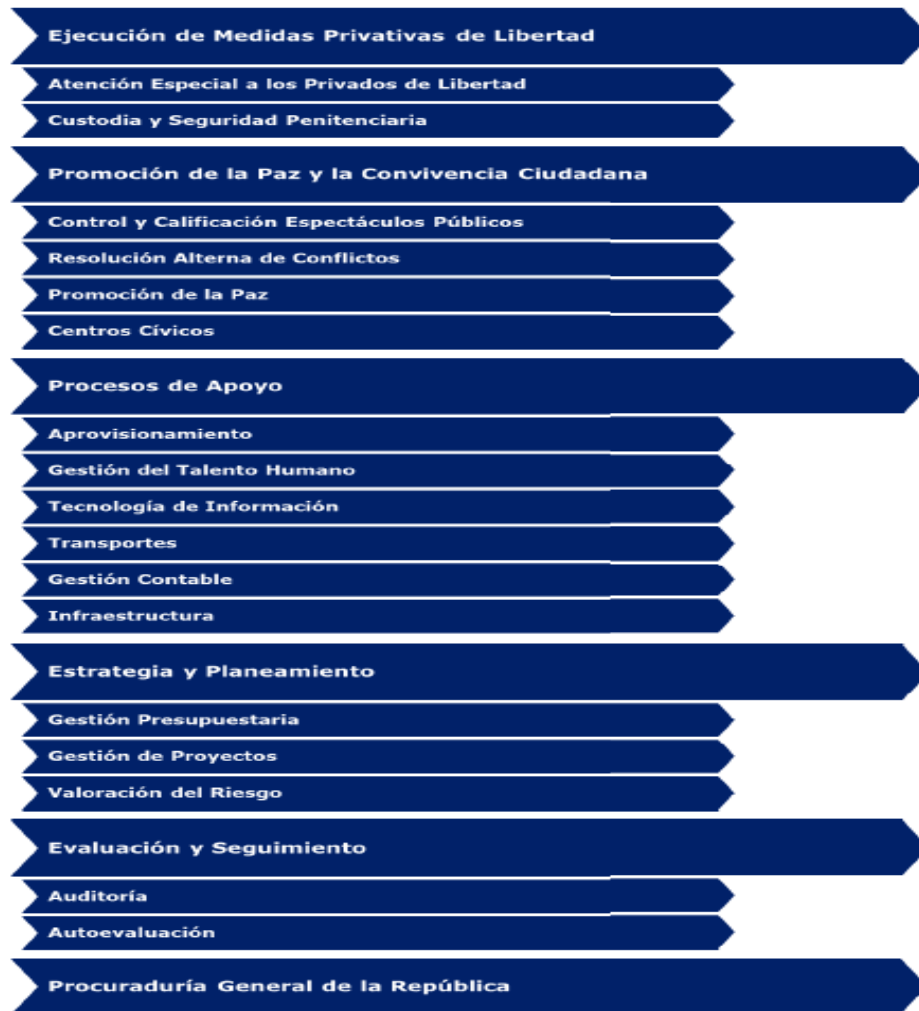 Ejecución de Medidas Privativas de Libertad
Atención Especial a los Privados de Libertad
Custodia y Seguridad Penitenciaria
Promoción de la Paz y la Convivencia Ciudadana
Control y Calificación Espectáculos Públicos
Resolución Alterna de Conflictos
Promoción de la Paz
Centros Cívicos
Procesos de Apoyo
Aprovisionamiento
Gestión del Talento Humano
Tecnología de Información
Transportes
Gestión Contable
Infraestructura
Estrategia y Planeamiento
Gestión Presupuestaria
Gestión de Proyectos
Valoración del Riesgo
Evaluación y Seguimiento
Auditoría
Autoevaluación
Procuraduría General de la República